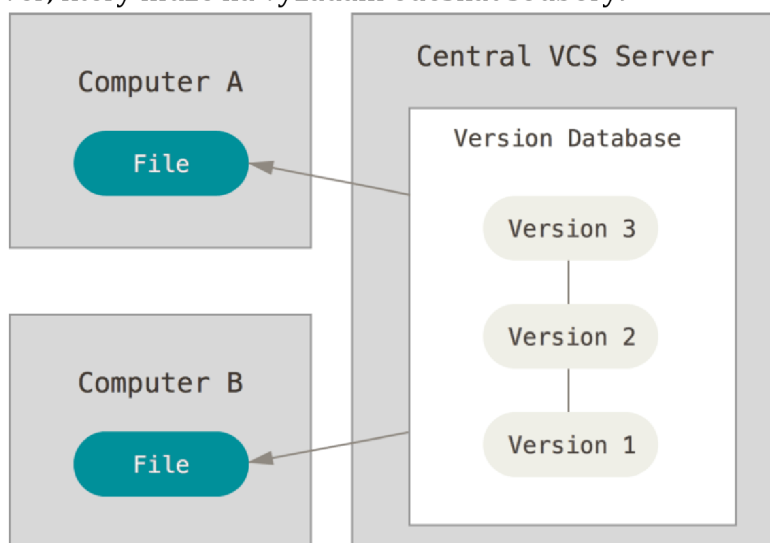 Computer A
File
Central VCS Server
Version Database
Version 3
Version 2
Version 1
Computer B
File